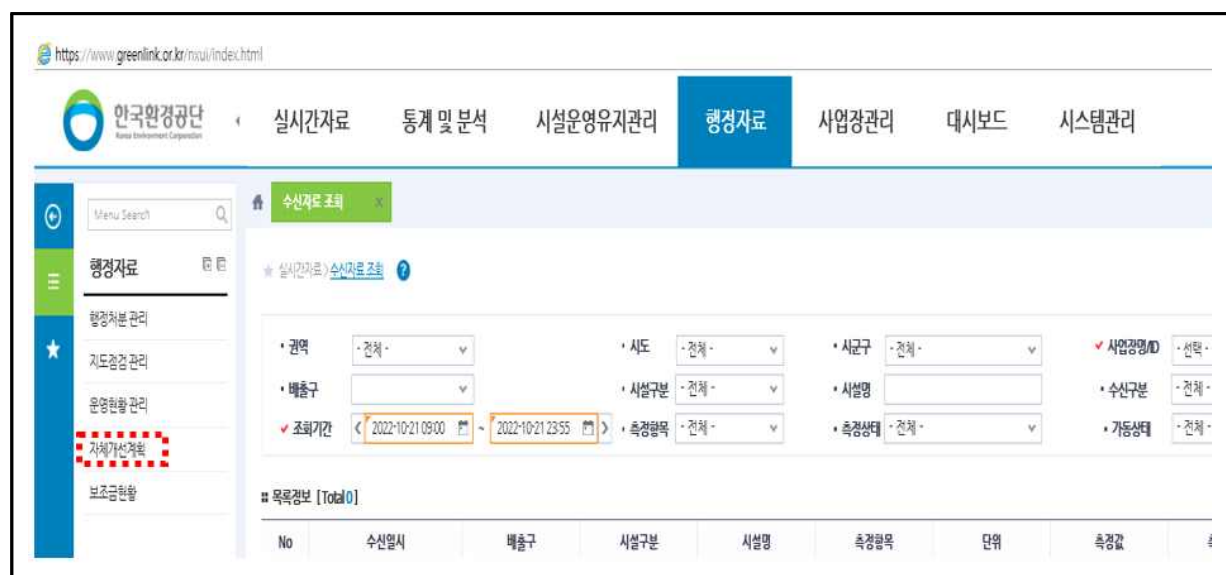 https://www.greenlink.or.kr/nxui/index.html
한국환경공단 실시간자료 통계 및 분석 시설운영유지관리 행정자료 사업장관리 대시보드 시스템관리
Korea Environment Corporation
Menu Search 수신자료 조회 x
행정자료
실시간자료 > 수신자료 조회 ?
행정처분 관리
지도점검 관리
운영현황 관리
자체개선계획
보조금현황
• 권역 - 전체 - • 시도 - 전체 - • 시군구 - 전체 - ✔ 사업장명/ID - 선택 -
• 배출구 • 시설구분 - 전체 - • 시설명 • 수신구분 - 전체 -
✔ 조회기간 2022-10-21 09:00 ~ 2022-10-21 23:55 • 측정항목 - 전체 - • 측정상태 - 전체 - • 가동상태 - 전체 -
목록정보 [Total 0]
No 수신일시 배출구 시설구분 시설명 측정항목 단위 측정값